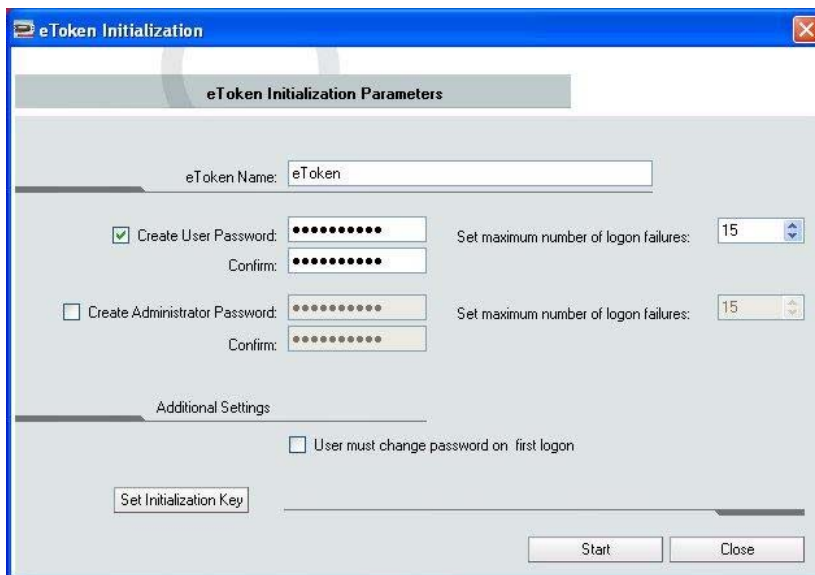 eToken Initialization
eToken Initialization Parameters
eToken Name: eToken
Create User Password: •••••••••• Set maximum number of logon failures: 15
Confirm: ••••••••••
Create Administrator Password: •••••••••• Set maximum number of logon failures: 15
Confirm: ••••••••••
Additional Settings
User must change password on first logon
Set Initialization Key
Start Close